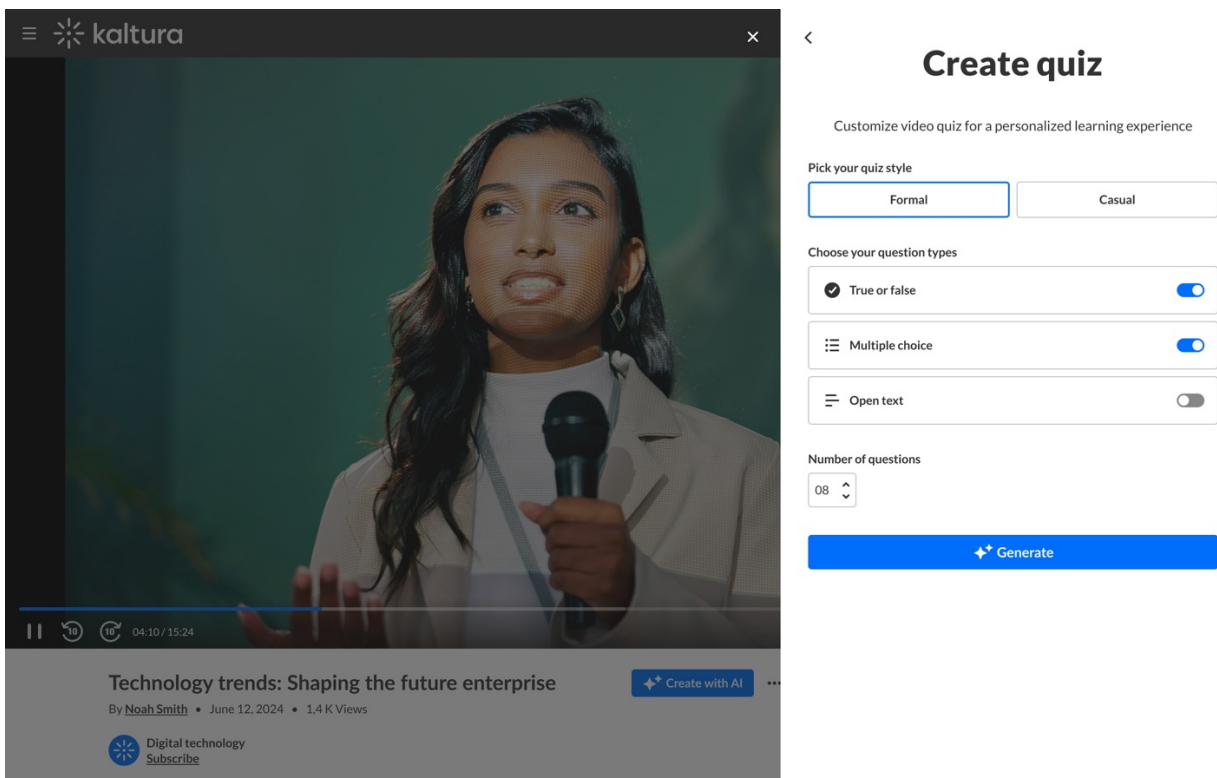 kaltura
Create quiz
Customize video quiz for a personalized learning experience
Pick your quiz style
Formal
Casual
Choose your question types
True or false
Multiple choice
Open text
Number of questions
08
Generate
10
10
04:10 / 15:24
Technology trends: Shaping the future enterprise
Create with AI
By Noah Smith • June 12, 2024 • 1,4 K Views
Digital technology
Subscribe